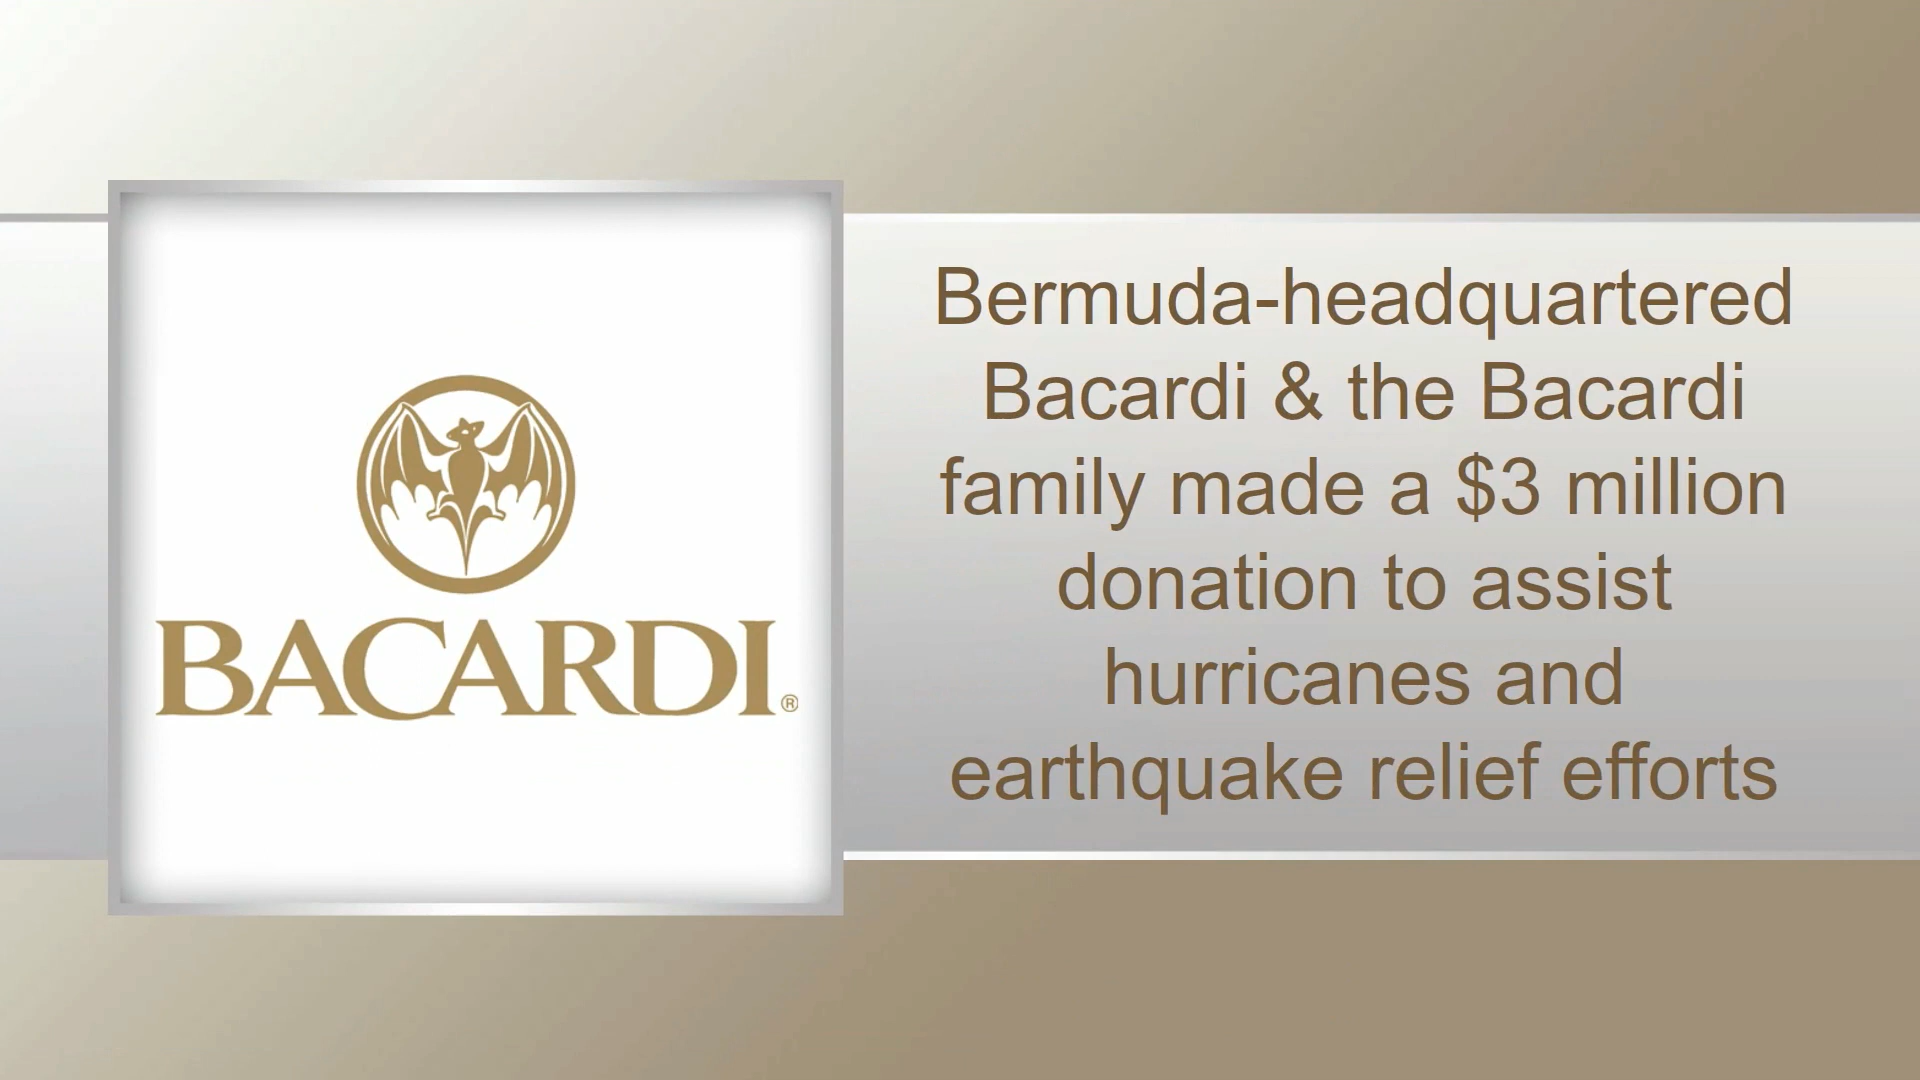 BACARDI®
Bermuda-headquartered
Bacardi & the Bacardi
family made a $3 million
donation to assist
hurricanes and
earthquake relief efforts